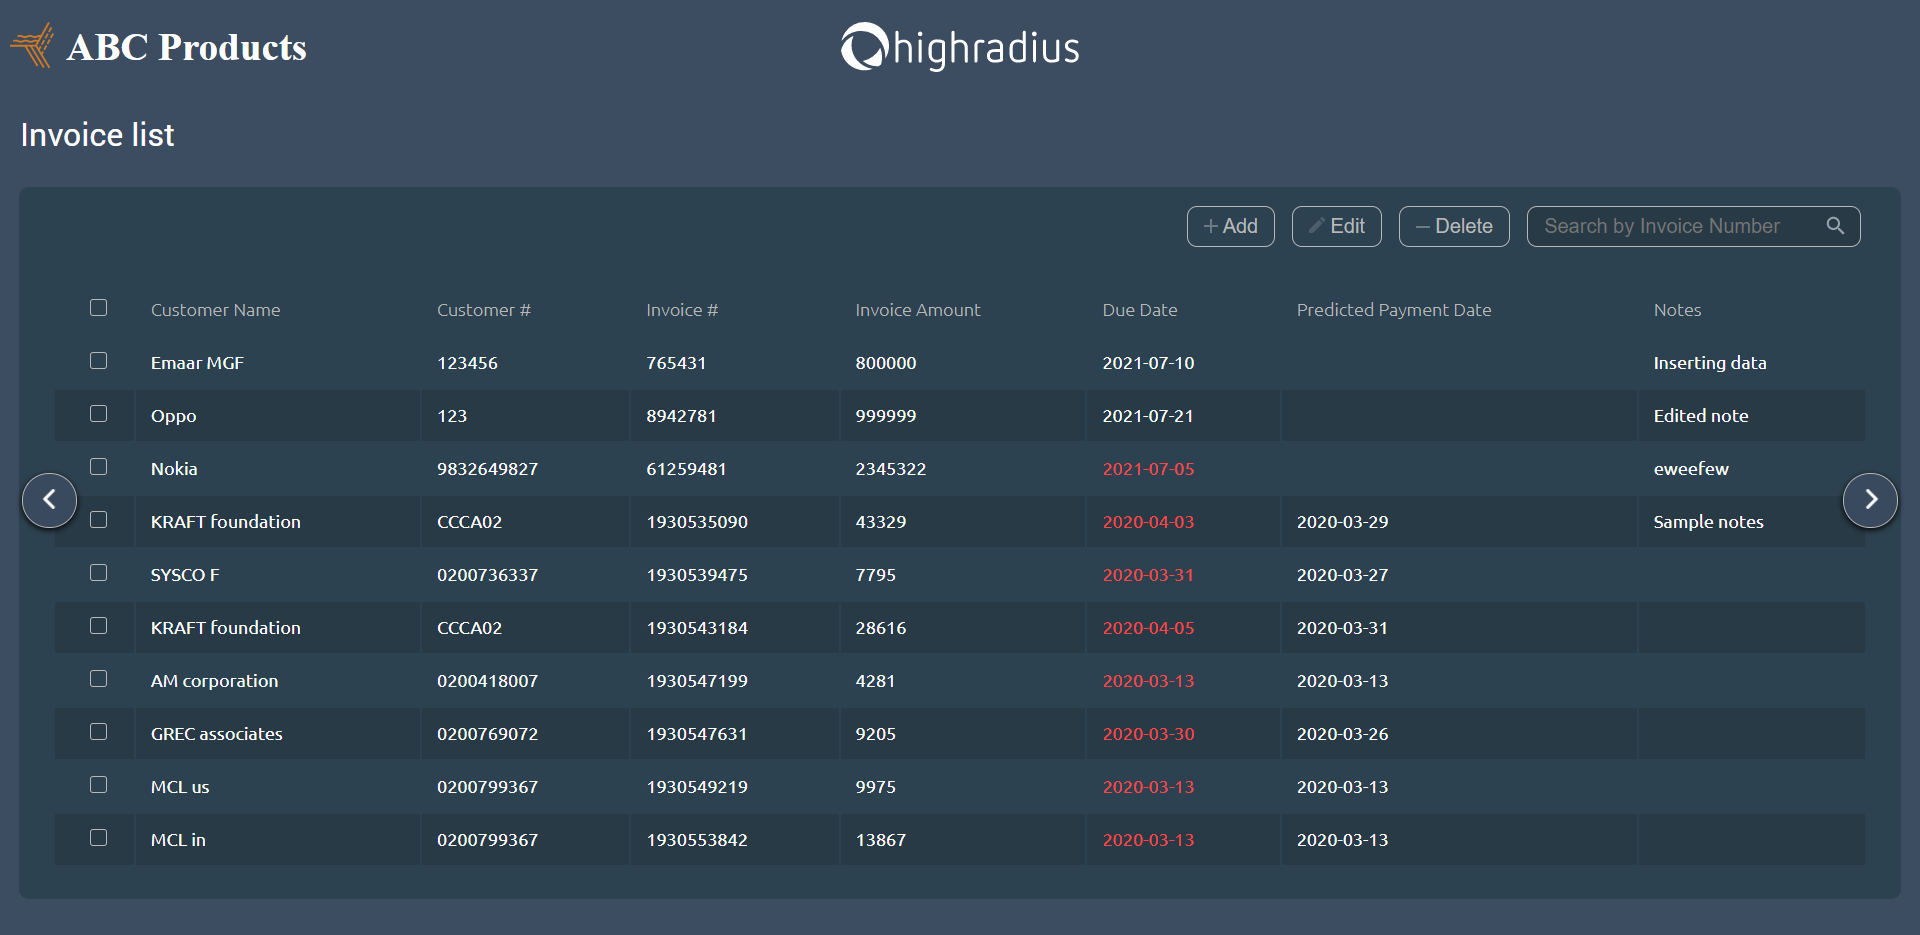 ABC Products
highradius
Invoice list
Add Edit Delete Search by Invoice Number
Customer Name Customer # Invoice # Invoice Amount Due Date Predicted Payment Date Notes
Emaar MGF 123456 765431 800000 2021-07-10 Inserting data
Oppo 123 8942781 999999 2021-07-21 Edited note
Nokia 9832649827 61259481 2345322 2021-07-05 eweefew
KRAFT foundation CCCA02 1930535090 43329 2020-04-03 2020-03-29 Sample notes
SYSCO F 0200736337 1930539475 7795 2020-03-31 2020-03-27
KRAFT foundation CCCA02 1930543184 28616 2020-04-05 2020-03-31
AM corporation 0200418007 1930547199 4281 2020-03-13 2020-03-13
GREC associates 0200769072 1930547631 9205 2020-03-30 2020-03-26
MCL us 0200799367 1930549219 9975 2020-03-13 2020-03-13
MCL in 0200799367 1930553842 13867 2020-03-13 2020-03-13